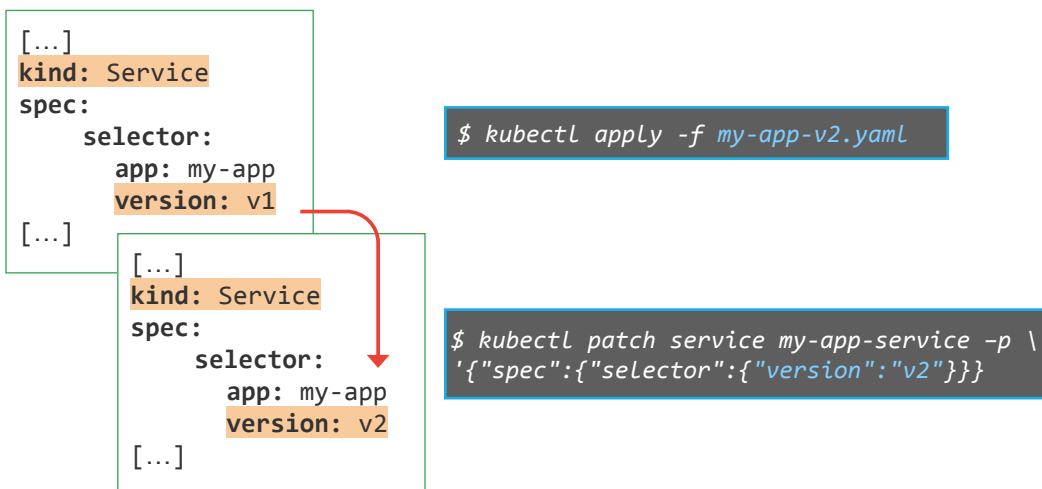 […]
kind: Service
spec:
selector:
app: my-app
version: v1
[…]
$ kubectl apply -f my-app-v2.yaml
[…]
kind: Service
spec:
selector:
app: my-app
version: v2
[…]
$ kubectl patch service my-app-service –p \
'{"spec":{"selector":{"version":"v2"}}}